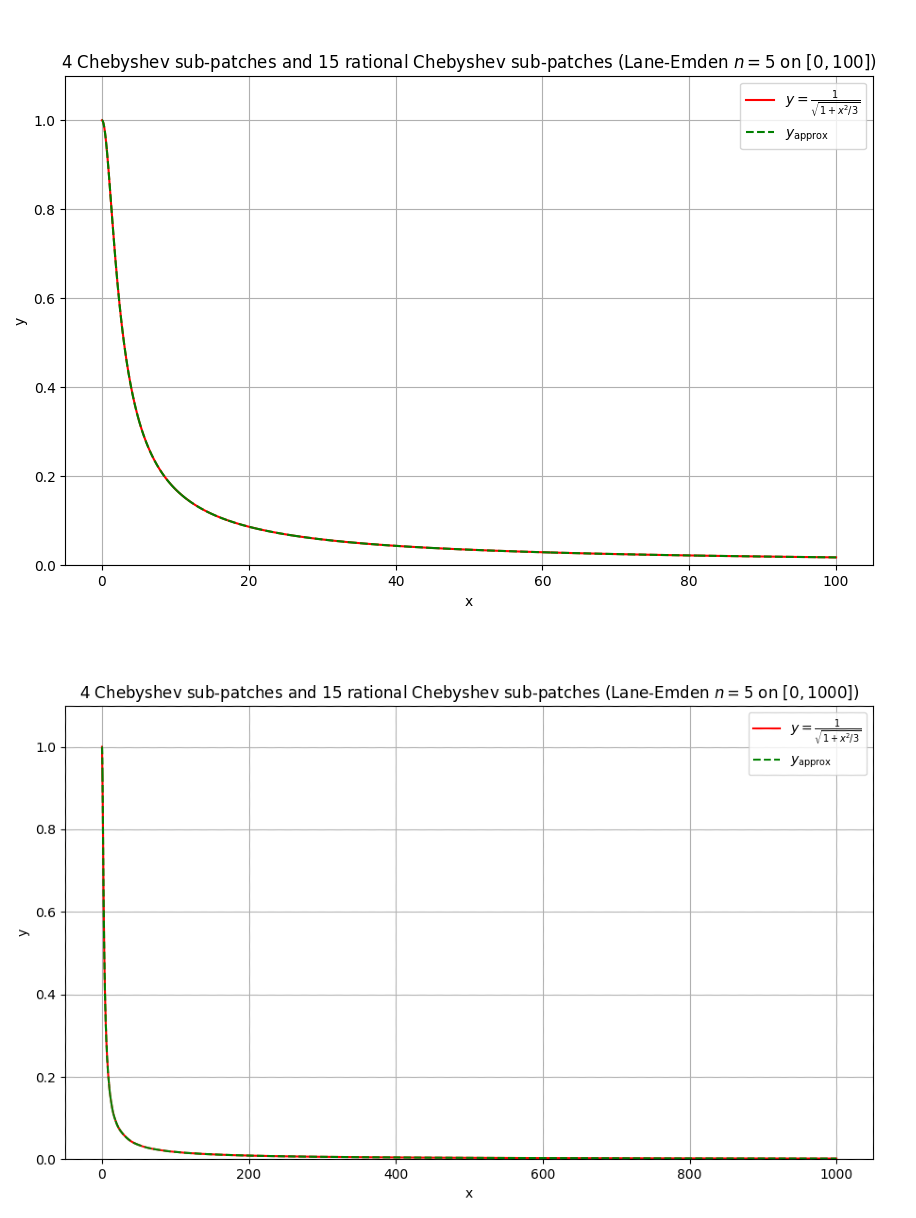 4 Chebyshev sub-patches and 15 rational Chebyshev sub-patches (Lane-Emden n = 5 on [0, 100])
y = 1/√(1 + x²/3)
y_approx
1.0
0.8
0.6
0.4
0.2
0.0
y
0 20 40 60 80 100
x
4 Chebyshev sub-patches and 15 rational Chebyshev sub-patches (Lane-Emden n = 5 on [0, 1000])
y = 1/√(1 + x²/3)
y_approx
1.0
0.8
0.6
0.4
0.2
0.0
y
0 200 400 600 800 1000
x